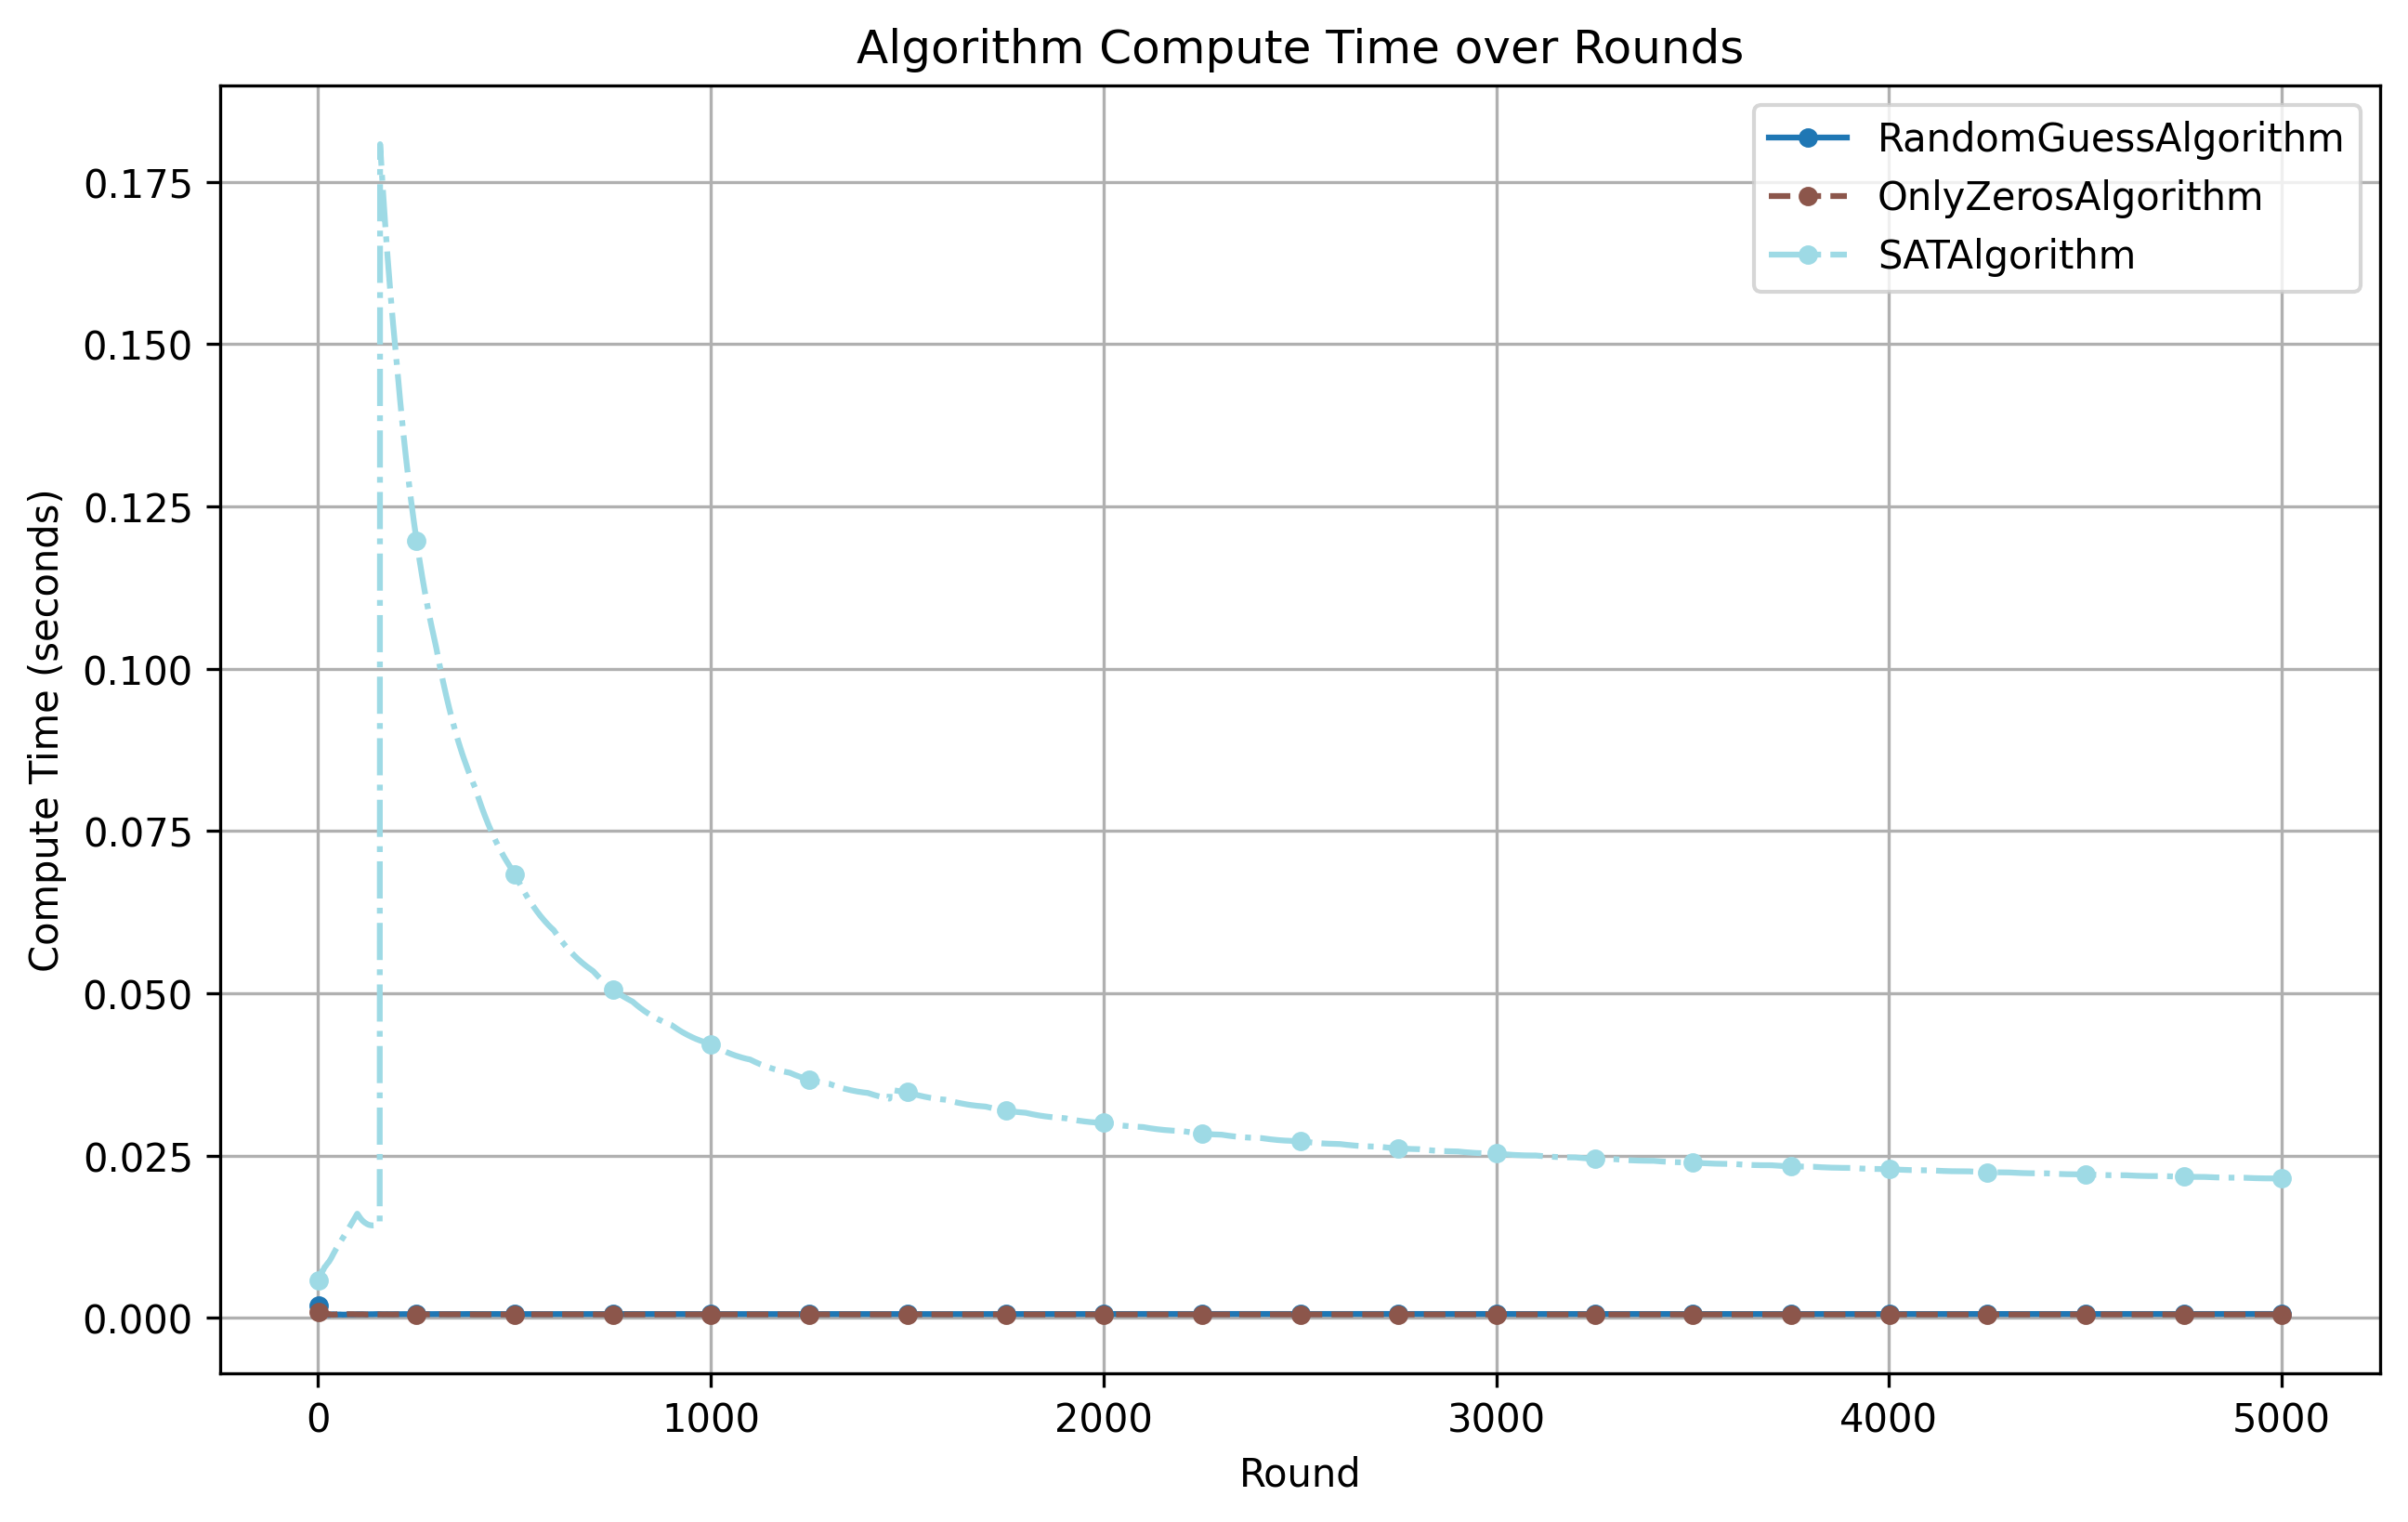 Algorithm Compute Time over Rounds
RandomGuessAlgorithm
OnlyZerosAlgorithm
SATAlgorithm
Compute Time (seconds)
0.175
0.150
0.125
0.100
0.075
0.050
0.025
0.000
0 1000 2000 3000 4000 5000
Round